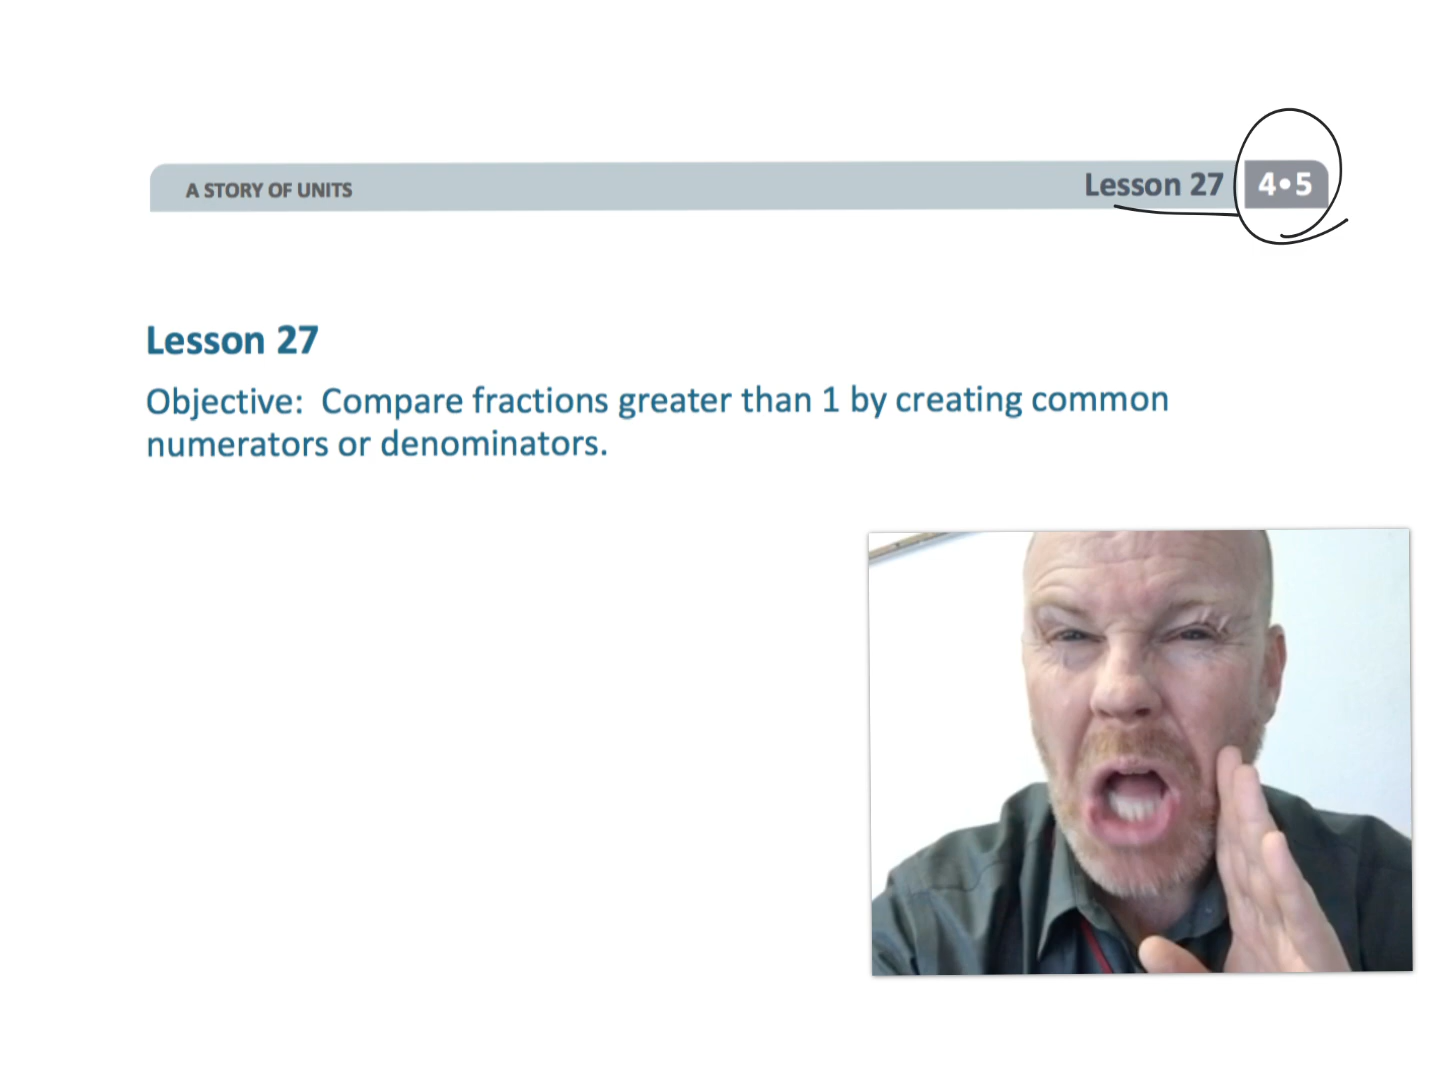 A STORY OF UNITS
Lesson 27 4•5
Lesson 27
Objective: Compare fractions greater than 1 by creating common
numerators or denominators.